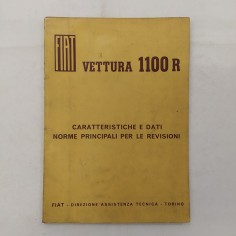 FIAT VETTURA 1100 R
CARATTERISTICHE E DATI
NORME PRINCIPALI PER LE REVISIONI
FIAT - DIREZIONE ASSISTENZA TECNICA - TORINO